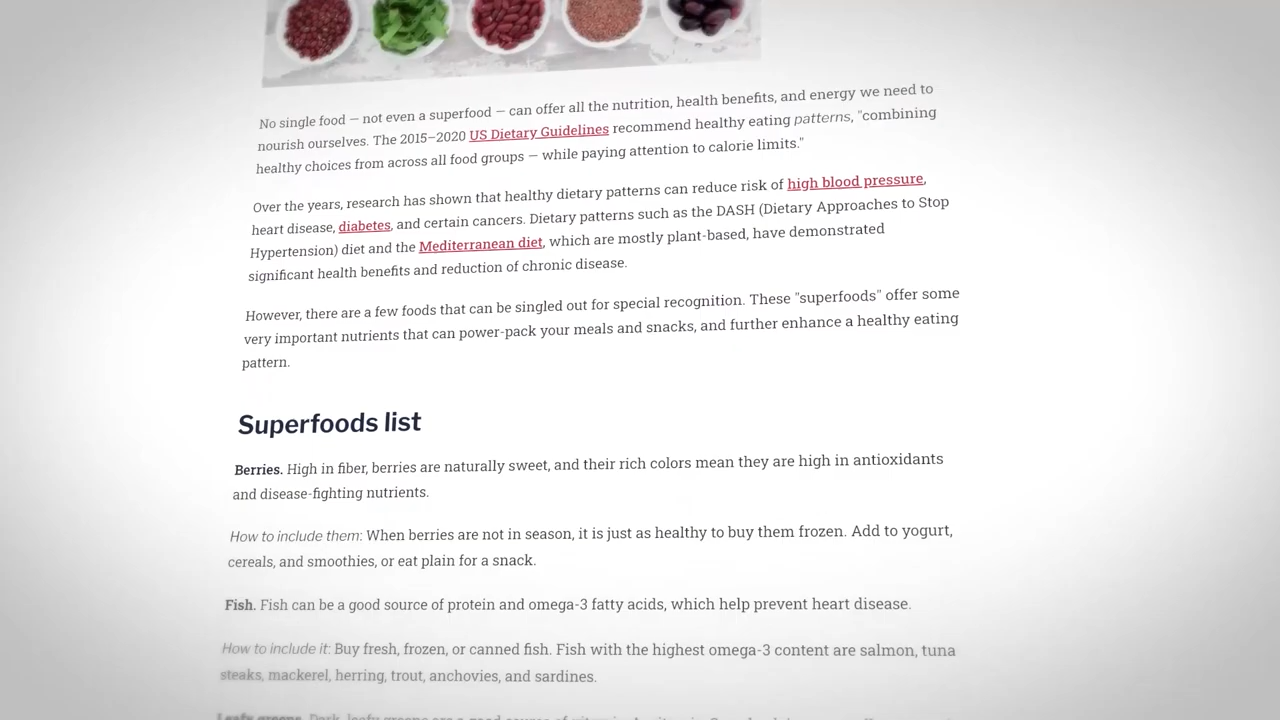 No single food — not even a superfood — can offer all the nutrition, health benefits, and energy we need to
nourish ourselves. The 2015–2020 US Dietary Guidelines recommend healthy eating patterns, "combining
healthy choices from across all food groups — while paying attention to calorie limits."
Over the years, research has shown that healthy dietary patterns can reduce risk of high blood pressure,
heart disease, diabetes, and certain cancers. Dietary patterns such as the DASH (Dietary Approaches to Stop
Hypertension) diet and the Mediterranean diet, which are mostly plant-based, have demonstrated
significant health benefits and reduction of chronic disease.
However, there are a few foods that can be singled out for special recognition. These "superfoods" offer some
very important nutrients that can power-pack your meals and snacks, and further enhance a healthy eating
pattern.
Superfoods list
Berries. High in fiber, berries are naturally sweet, and their rich colors mean they are high in antioxidants
and disease-fighting nutrients.
How to include them: When berries are not in season, it is just as healthy to buy them frozen. Add to yogurt,
cereals, and smoothies, or eat plain for a snack.
Fish. Fish can be a good source of protein and omega-3 fatty acids, which help prevent heart disease.
How to include it: Buy fresh, frozen, or canned fish. Fish with the highest omega-3 content are salmon, tuna
steaks, mackerel, herring, trout, anchovies, and sardines.
Leafy greens. Dark, leafy greens are a good source of